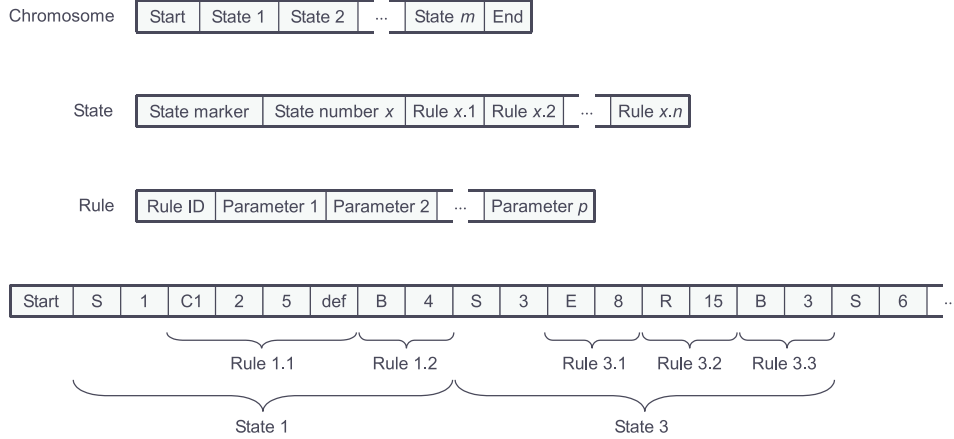 Chromosome Start State 1 State 2 ... State m End
State State marker State number x Rule x.1 Rule x.2 ... Rule x.n
Rule Rule ID Parameter 1 Parameter 2 ... Parameter p
Start S 1 C1 2 5 def B 4 S 3 E 8 R 15 B 3 S 6 ..
Rule 1.1 Rule 1.2 Rule 3.1 Rule 3.2 Rule 3.3
State 1 State 3